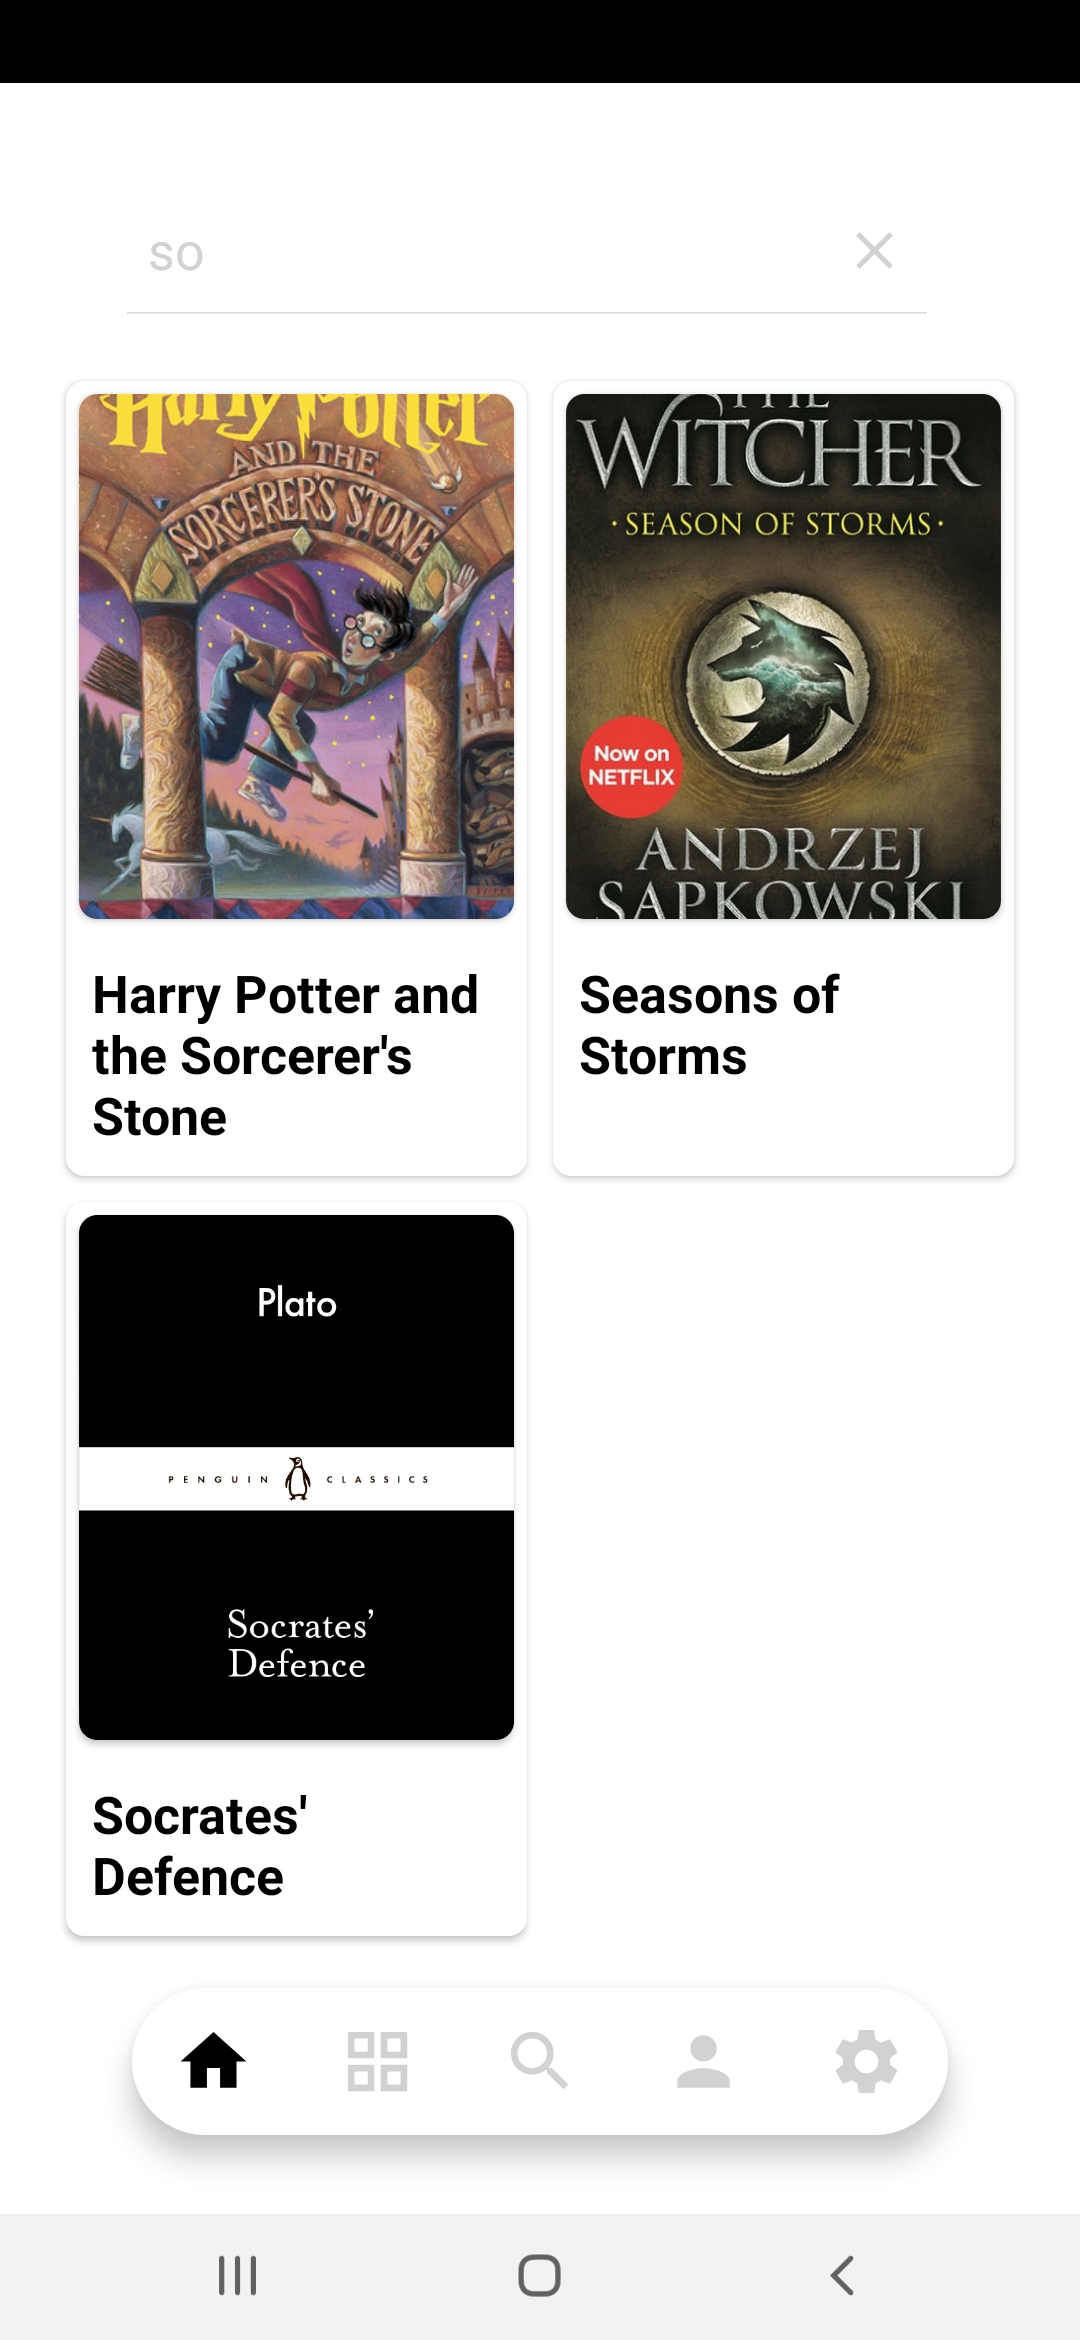 so
Harry Potter
AND THE
SORCERER'S STONE
THE
WITCHER
· SEASON OF STORMS ·
Now on
NETFLIX
ANDRZEJ
SAPKOWSKI
Harry Potter and
the Sorcerer's
Stone
Seasons of
Storms
Plato
PENGUIN CLASSICS
Socrates’
Defence
Socrates'
Defence